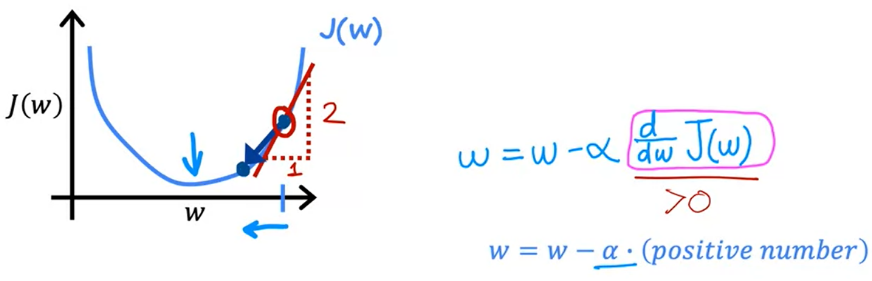 J(w)
J(w)
2
1
w
w = w - α d/dw J(w)
>0
w = w − α · (positive number)